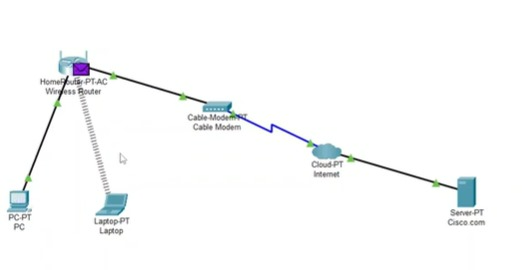 HomeRouter-PT-AC
Wireless Router
Cable-Modem-PT
Cable Modem
Cloud-PT
Internet
PC-PT
PC
Laptop-PT
Laptop
Server-PT
Cisco.com